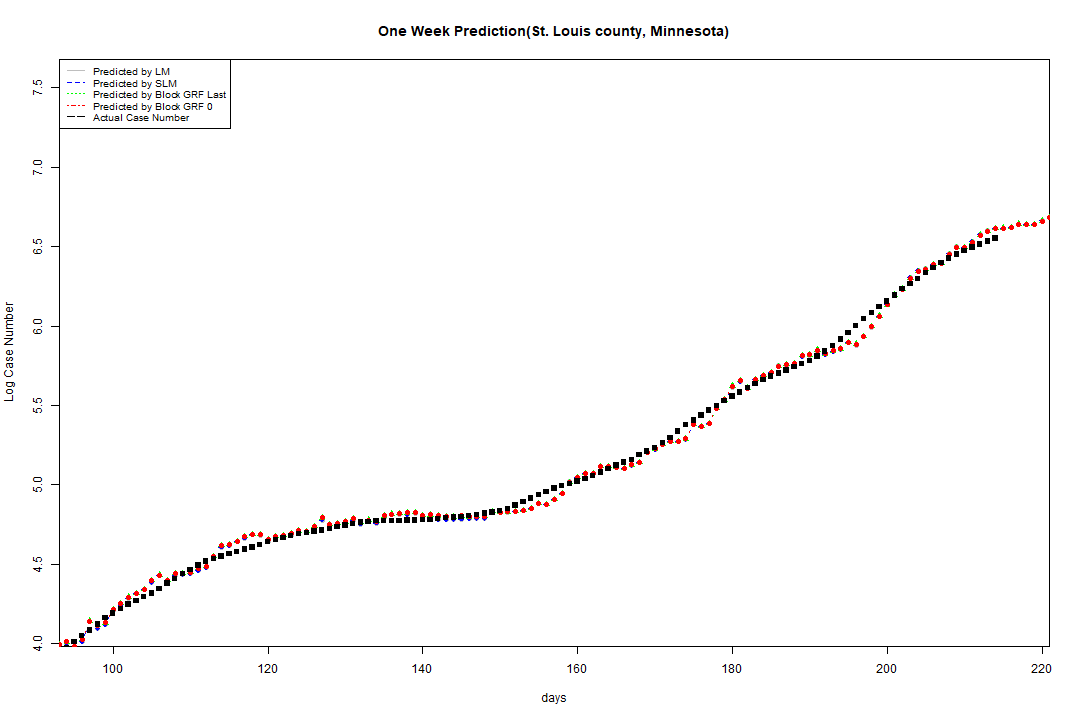 One Week Prediction(St. Louis county, Minnesota)
Predicted by LM
Predicted by SLM
Predicted by Block GRF Last
Predicted by Block GRF 0
Actual Case Number
7.5
7.0
6.5
6.0
5.5
5.0
4.5
4.0
Log Case Number
100 120 140 160 180 200 220
days